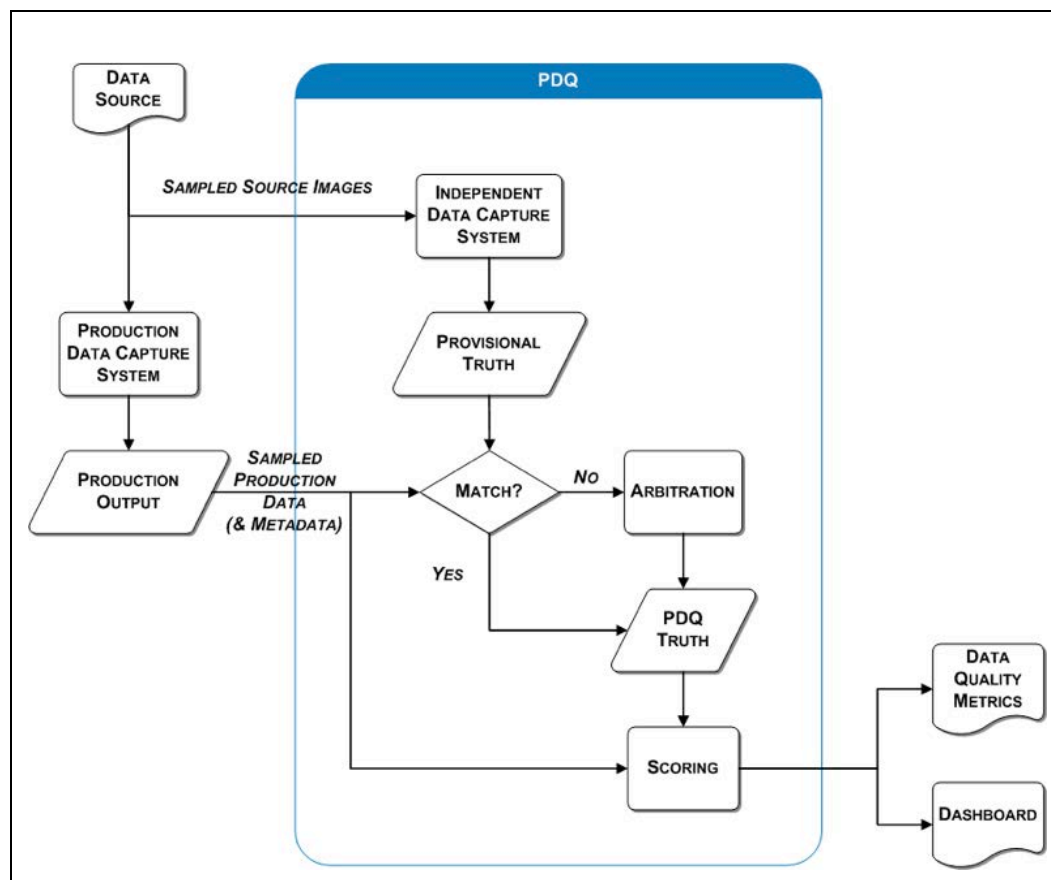 PDQ
DATA
SOURCE
SAMPLED SOURCE IMAGES
INDEPENDENT
DATA CAPTURE
SYSTEM
PRODUCTION
DATA CAPTURE
SYSTEM
PROVISIONAL
TRUTH
PRODUCTION
OUTPUT
SAMPLED
PRODUCTION
DATA
(& METADATA)
MATCH?
NO
ARBITRATION
YES
PDQ
TRUTH
SCORING
DATA
QUALITY
METRICS
DASHBOARD